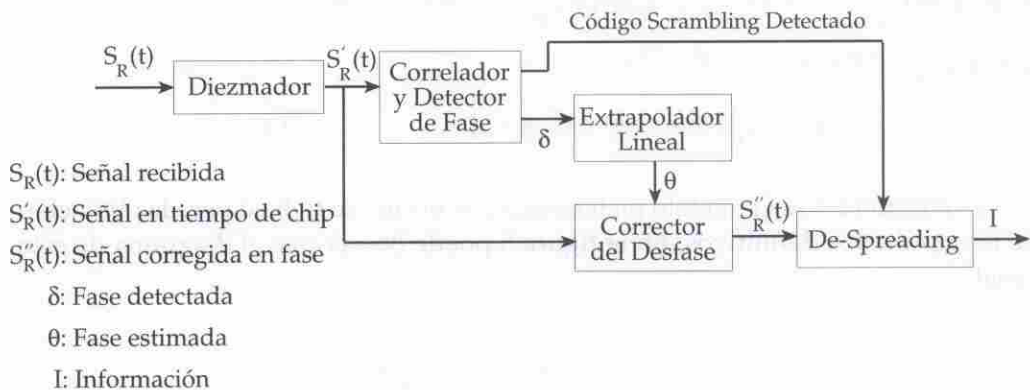 Código Scrambling Detectado
S_R(t)
Diezmador
S'_R(t)
Correlador
y Detector
de Fase
δ
Extrapolador
Lineal
θ
Corrector
del Desfase
S''_R(t)
De-Spreading
I
S_R(t): Señal recibida
S'_R(t): Señal en tiempo de chip
S''_R(t): Señal corregida en fase
δ: Fase detectada
θ: Fase estimada
I: Información